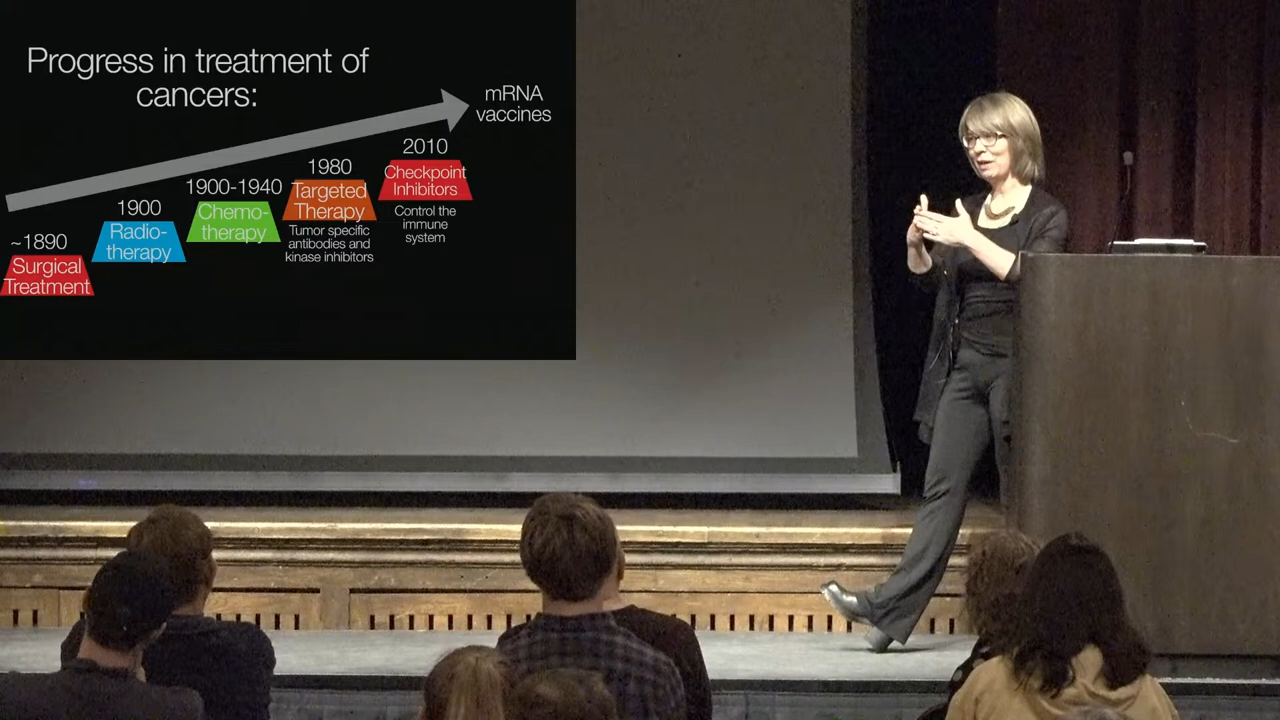 Progress in treatment of
cancers:
mRNA
vaccines
2010
Checkpoint
Inhibitors
Control the
immune
system
1980
Targeted
Therapy
Tumor specific
antibodies and
kinase inhibitors
1900-1940
Chemo-
therapy
1900
Radio-
therapy
~1890
Surgical
Treatment